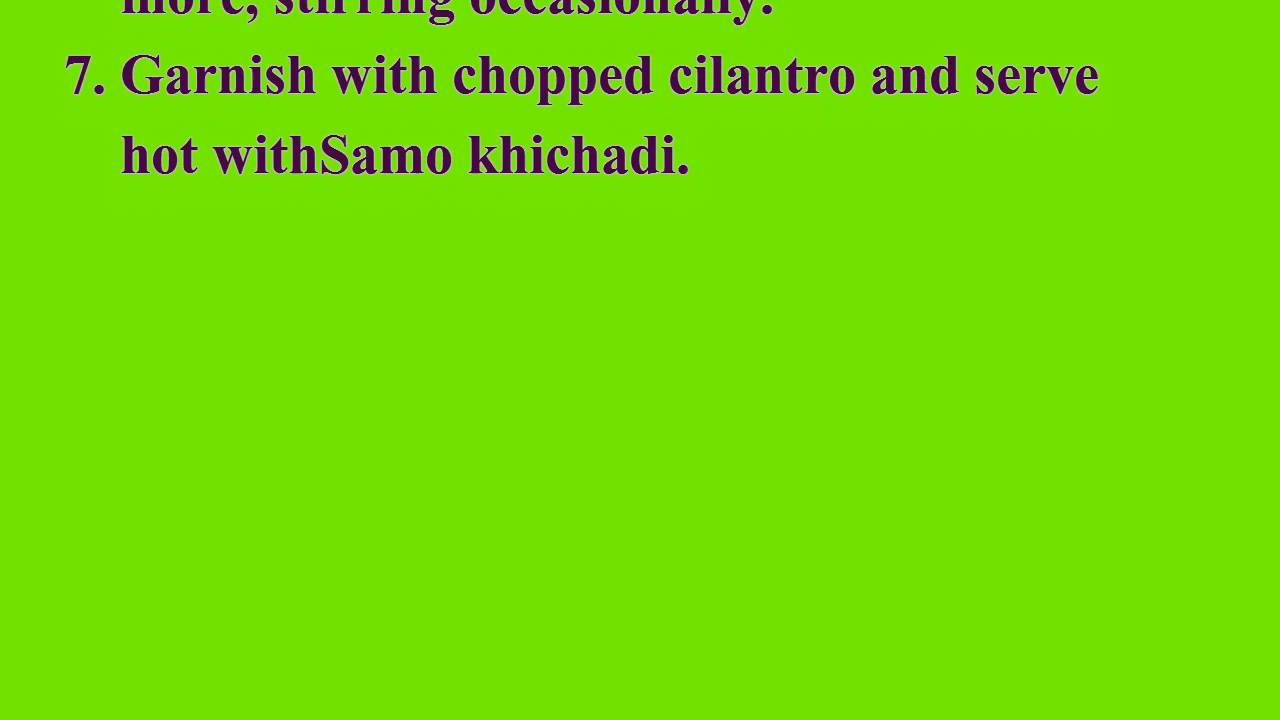 more, stirring occasionally.
7. Garnish with chopped cilantro and serve
hot withSamo khichadi.